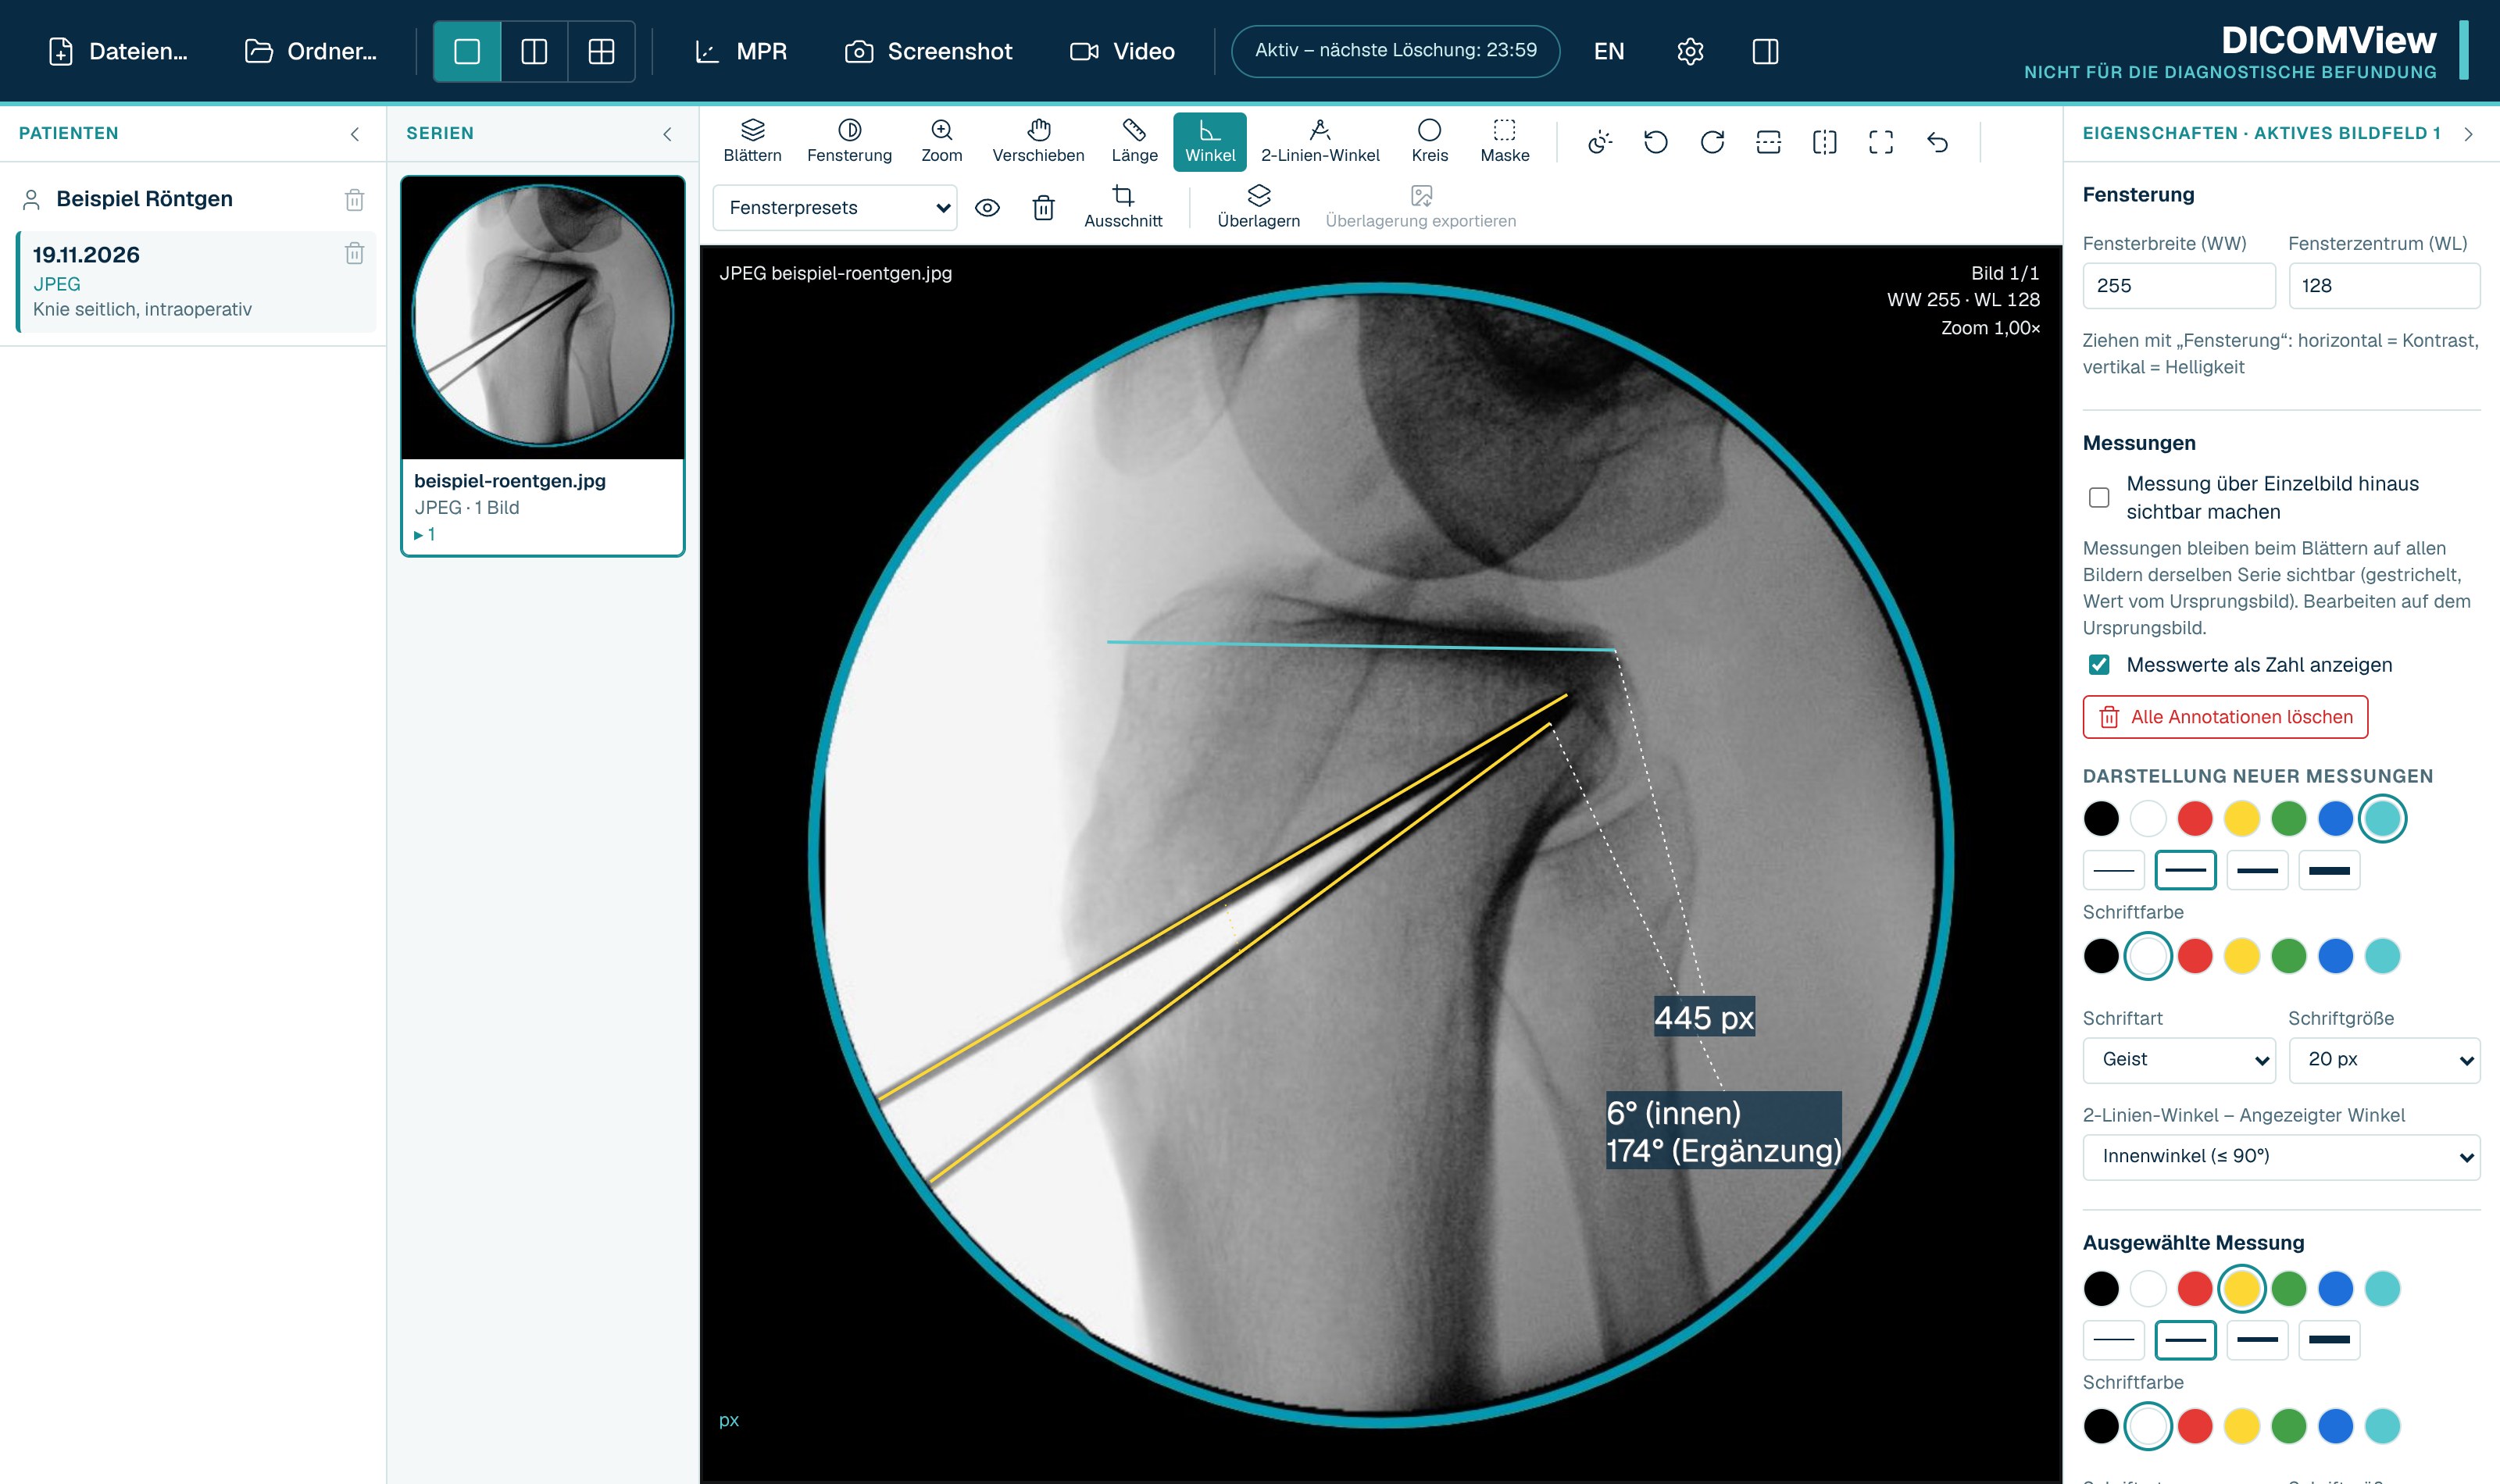 Dateien...
Ordner...
MPR
Screenshot
Video
Aktiv – nächste Löschung: 23:59
EN
DICOMView
NICHT FÜR DIE DIAGNOSTISCHE BEFUNDUNG
PATIENTEN
Beispiel Röntgen
19.11.2026
JPEG
Knie seitlich, intraoperativ
SERIEN
beispiel-roentgen.jpg
JPEG · 1 Bild
▸ 1
Blättern
Fensterung
Zoom
Verschieben
Länge
Winkel
2-Linien-Winkel
Kreis
Maske
Fensterpresets
Ausschnitt
Überlagern
Überlagerung exportieren
JPEG beispiel-roentgen.jpg
Bild 1/1
WW 255 · WL 128
Zoom 1,00×
445 px
6° (innen)
174° (Ergänzung)
px
EIGENSCHAFTEN · AKTIVES BILDFELD 1
Fensterung
Fensterbreite (WW)
Fensterzentrum (WL)
255
128
Ziehen mit „Fensterung“: horizontal = Kontrast,
vertikal = Helligkeit
Messungen
Messung über Einzelbild hinaus
sichtbar machen
Messungen bleiben beim Blättern auf allen
Bildern derselben Serie sichtbar (gestrichelt,
Wert vom Ursprungsbild). Bearbeiten auf dem
Ursprungsbild.
Messwerte als Zahl anzeigen
Alle Annotationen löschen
DARSTELLUNG NEUER MESSUNGEN
Schriftfarbe
Schriftart
Schriftgröße
Geist
20 px
2-Linien-Winkel – Angezeigter Winkel
Innenwinkel (≤ 90°)
Ausgewählte Messung
Schriftfarbe